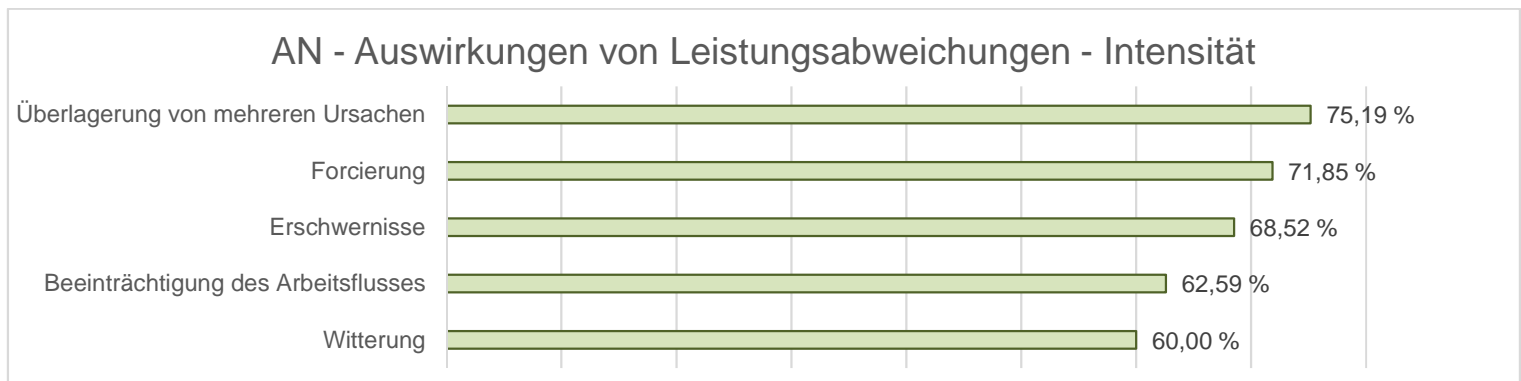 AN - Auswirkungen von Leistungsabweichungen - Intensität
Überlagerung von mehreren Ursachen 75,19 %
Forcierung 71,85 %
Erschwernisse 68,52 %
Beeinträchtigung des Arbeitsflusses 62,59 %
Witterung 60,00 %